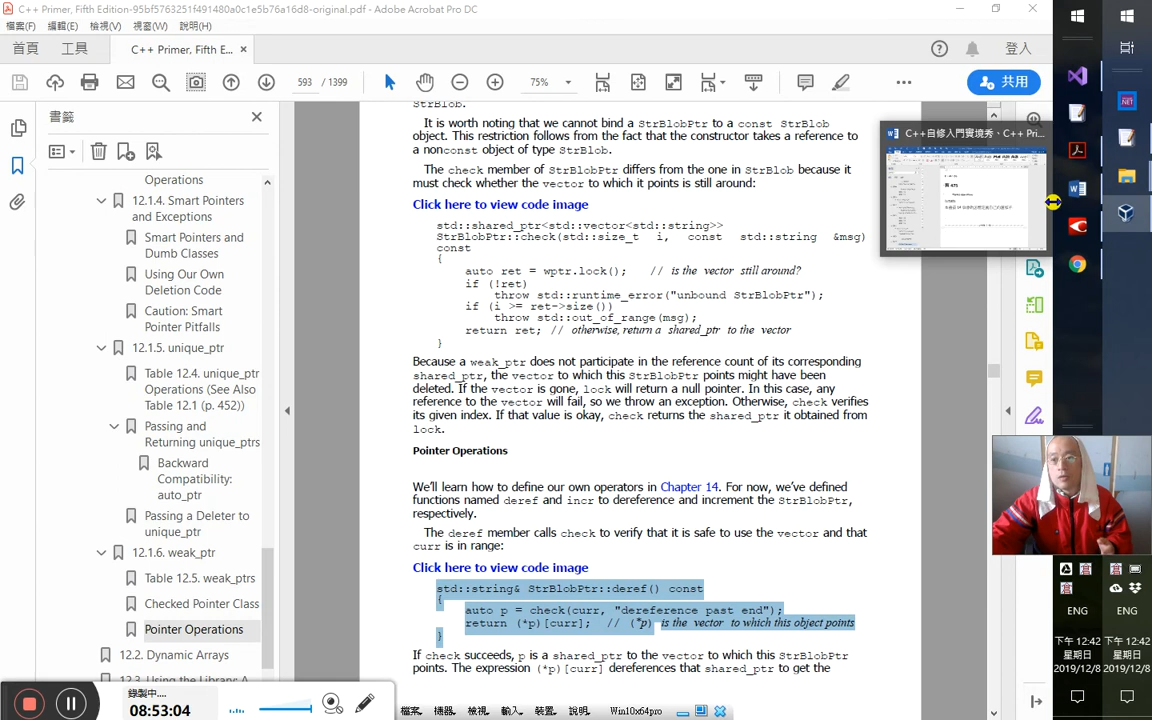 C++ Primer, Fifth Edition-95bf5763251f491480a0c1e5b76a16d8-original.pdf - Adobe Acrobat Pro DC
檔案(F) 編輯(E) 檢視(V) 視窗(W) 說明(H)
首頁 工具 C++ Primer, Fifth E... × 登入
593 / 1399 75% 共用
書籤
Operations
12.1.4. Smart Pointers
and Exceptions
Smart Pointers and
Dumb Classes
Using Our Own
Deletion Code
Caution: Smart
Pointer Pitfalls
12.1.5. unique_ptr
Table 12.4. unique_ptr
Operations (See Also
Table 12.1 (p. 452))
Passing and
Returning unique_ptrs
Backward
Compatibility:
auto_ptr
Passing a Deleter to
unique_ptr
12.1.6. weak_ptr
Table 12.5. weak_ptrs
Checked Pointer Class
Pointer Operations
12.2. Dynamic Arrays
12.3. Using the Library: A
StrBlob.
It is worth noting that we cannot bind a StrBlobPtr to a const StrBlob
object. This restriction follows from the fact that the constructor takes a reference to
a nonconst object of type StrBlob.
The check member of StrBlobPtr differs from the one in StrBlob because it
must check whether the vector to which it points is still around:
Click here to view code image
std::shared_ptr<std::vector<std::string>>
StrBlobPtr::check(std::size_t i, const std::string &msg)
const
{
auto ret = wptr.lock(); // is the vector still around?
if (!ret)
throw std::runtime_error("unbound StrBlobPtr");
if (i >= ret->size())
throw std::out_of_range(msg);
return ret; // otherwise, return a shared_ptr to the vector
}
Because a weak_ptr does not participate in the reference count of its corresponding
shared_ptr, the vector to which this StrBlobPtr points might have been
deleted. If the vector is gone, lock will return a null pointer. In this case, any
reference to the vector will fail, so we throw an exception. Otherwise, check verifies
its given index. If that value is okay, check returns the shared_ptr it obtained from
lock.
Pointer Operations
We'll learn how to define our own operators in Chapter 14. For now, we've defined
functions named deref and incr to dereference and increment the StrBlobPtr,
respectively.
The deref member calls check to verify that it is safe to use the vector and that
curr is in range:
Click here to view code image
std::string& StrBlobPtr::deref() const
{
auto p = check(curr, "dereference past end");
return (*p)[curr]; // (*p) is the vector to which this object points
}
If check succeeds, p is a shared_ptr to the vector to which this StrBlobPtr
points. The expression (*p)[curr] dereferences that shared_ptr to get the
C++自修入門實境秀、C++ Pri...
ENG ENG
下午 12:42 下午 12:42
星期日 星期日
2019/12/8 2019/12/8
錄製中....
08:53:04
檔案 機器 檢視 輸入 裝置 說明 Win10x64pro